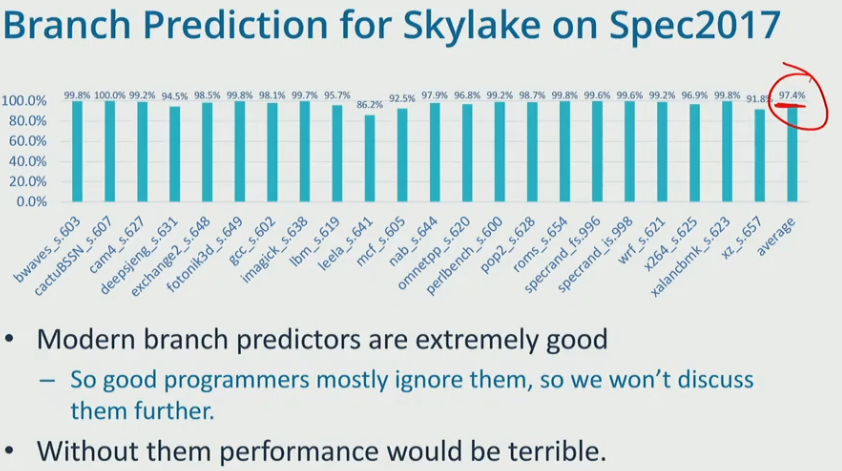 Branch Prediction for Skylake on Spec2017
99.8% 100.0% 99.2% 94.5% 98.5% 99.8% 98.1% 99.7% 95.7% 86.2% 92.5% 97.9% 96.8% 99.2% 98.7% 99.8% 99.6% 99.6% 99.2% 96.9% 99.8% 91.8% 97.4%
100.0%
80.0%
60.0%
40.0%
20.0%
0.0%
bwaves_s.603
cactuBSSN_s.607
cam4_s.627
deepsjeng_s.631
exchange2_s.648
fotonik3d_s.649
gcc_s.602
imagick_s.638
lbm_s.619
leela_s.641
mcf_s.605
nab_s.644
omnetpp_s.620
perlbench_s.600
pop2_s.628
roms_s.654
specrand_fs.996
specrand_is.998
wrf_s.621
x264_s.625
xalancbmk_s.623
xz_s.657
average
• Modern branch predictors are extremely good
– So good programmers mostly ignore them, so we won’t discuss
them further.
• Without them performance would be terrible.